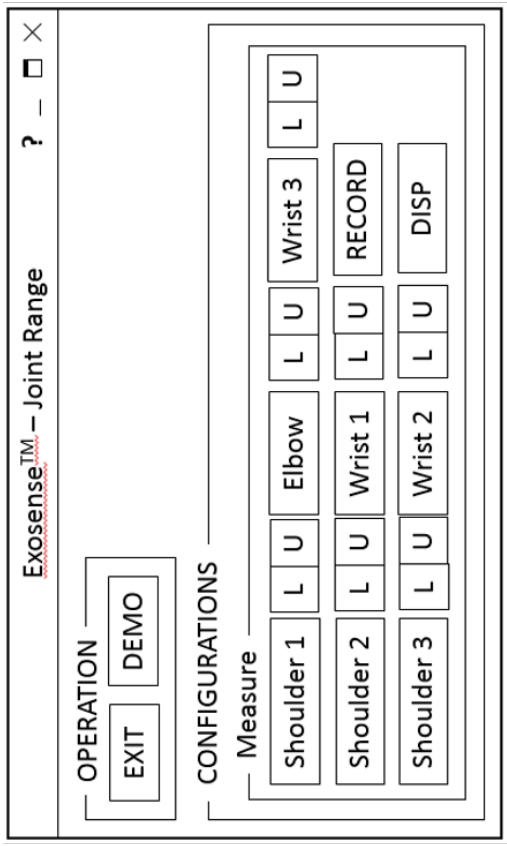 Exosense™ – Joint Range ? – X
OPERATION
EXIT DEMO
CONFIGURATIONS
Measure
Shoulder 1 L U Elbow L U Wrist 3 L U
Shoulder 2 L U Wrist 1 L U RECORD
Shoulder 3 L U Wrist 2 L U DISP